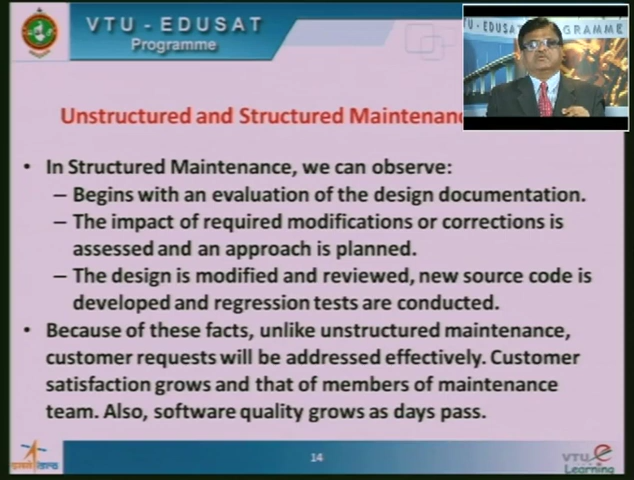 VTU - EDUSAT
Programme
U - EDUSAT PROGRAMME
Unstructured and Structured Maintenan
• In Structured Maintenance, we can observe:
– Begins with an evaluation of the design documentation.
– The impact of required modifications or corrections is
assessed and an approach is planned.
– The design is modified and reviewed, new source code is
developed and regression tests are conducted.
• Because of these facts, unlike unstructured maintenance,
customer requests will be addressed effectively. Customer
satisfaction grows and that of members of maintenance
team. Also, software quality grows as days pass.
14
VTU e
Learning